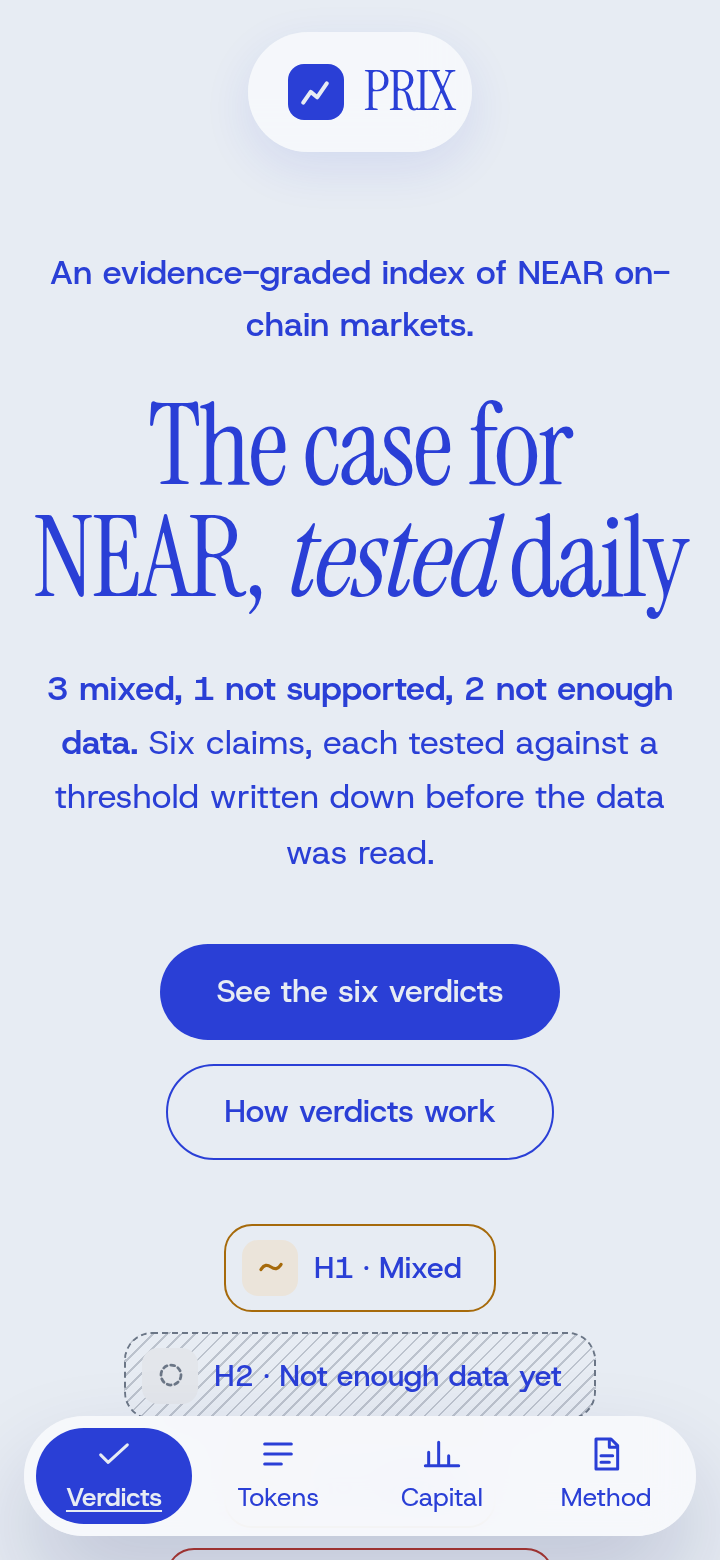 PRIX
An evidence-graded index of NEAR on-
chain markets.
The case for
NEAR, tested daily
3 mixed, 1 not supported, 2 not enough
data. Six claims, each tested against a
threshold written down before the data
was read.
See the six verdicts
How verdicts work
H1 · Mixed
H2 · Not enough data yet
Verdicts
Tokens
Capital
Method